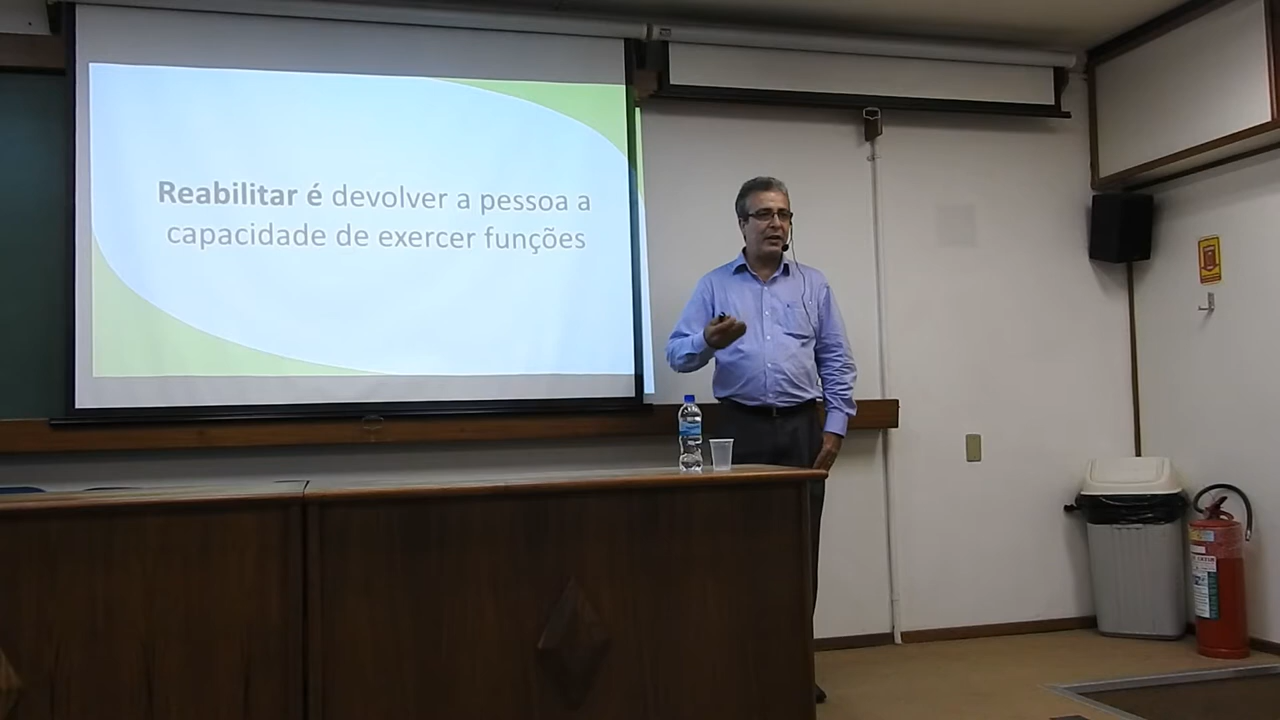 Reabilitar é devolver a pessoa a
capacidade de exercer funções